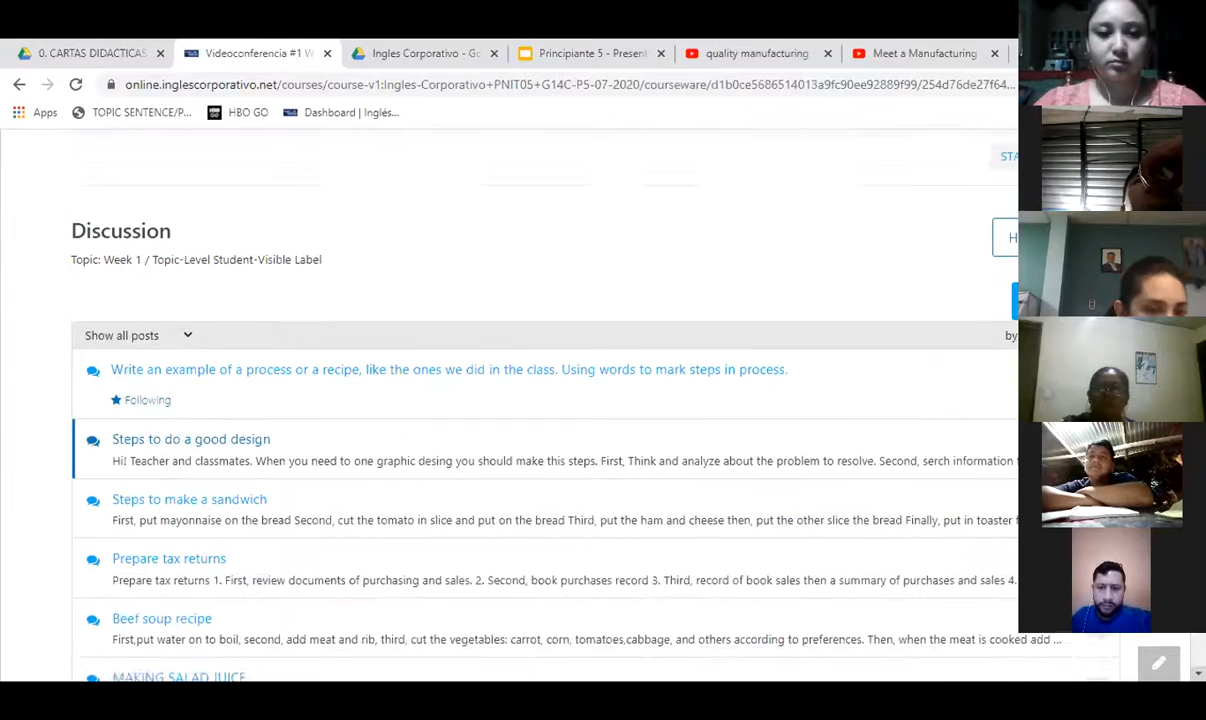 0. CARTAS DIDACTICAS
Videoconferencia #1 W
Ingles Corporativo - Go
Principiante 5 - Present
quality manufacturing
Meet a Manufacturing
online.inglescorporativo.net/courses/course-v1:Ingles-Corporativo+PNIT05+G14C-P5-07-2020/courseware/d1b0ce5686514013a9fc90ee92889f99/254d76de27f64...
Apps
TOPIC SENTENCE/P...
HBO GO
Dashboard | Inglés...
STA
Discussion
H
Topic: Week 1 / Topic-Level Student-Visible Label
Show all posts
by
Write an example of a process or a recipe, like the ones we did in the class. Using words to mark steps in process.
Following
Steps to do a good design
Hi! Teacher and classmates. When you need to one graphic desing you should make this steps. First, Think and analyze about the problem to resolve. Second, serch information f
Steps to make a sandwich
First, put mayonnaise on the bread Second, cut the tomato in slice and put on the bread Third, put the ham and cheese then, put the other slice the bread Finally, put in toaster f
Prepare tax returns
Prepare tax returns 1. First, review documents of purchasing and sales. 2. Second, book purchases record 3. Third, record of book sales then a summary of purchases and sales 4.
Beef soup recipe
First,put water on to boil, second, add meat and rib, third, cut the vegetables: carrot, corn, tomatoes,cabbage, and others according to preferences. Then, when the meat is cooked add ...
MAKING SALAD JUICE